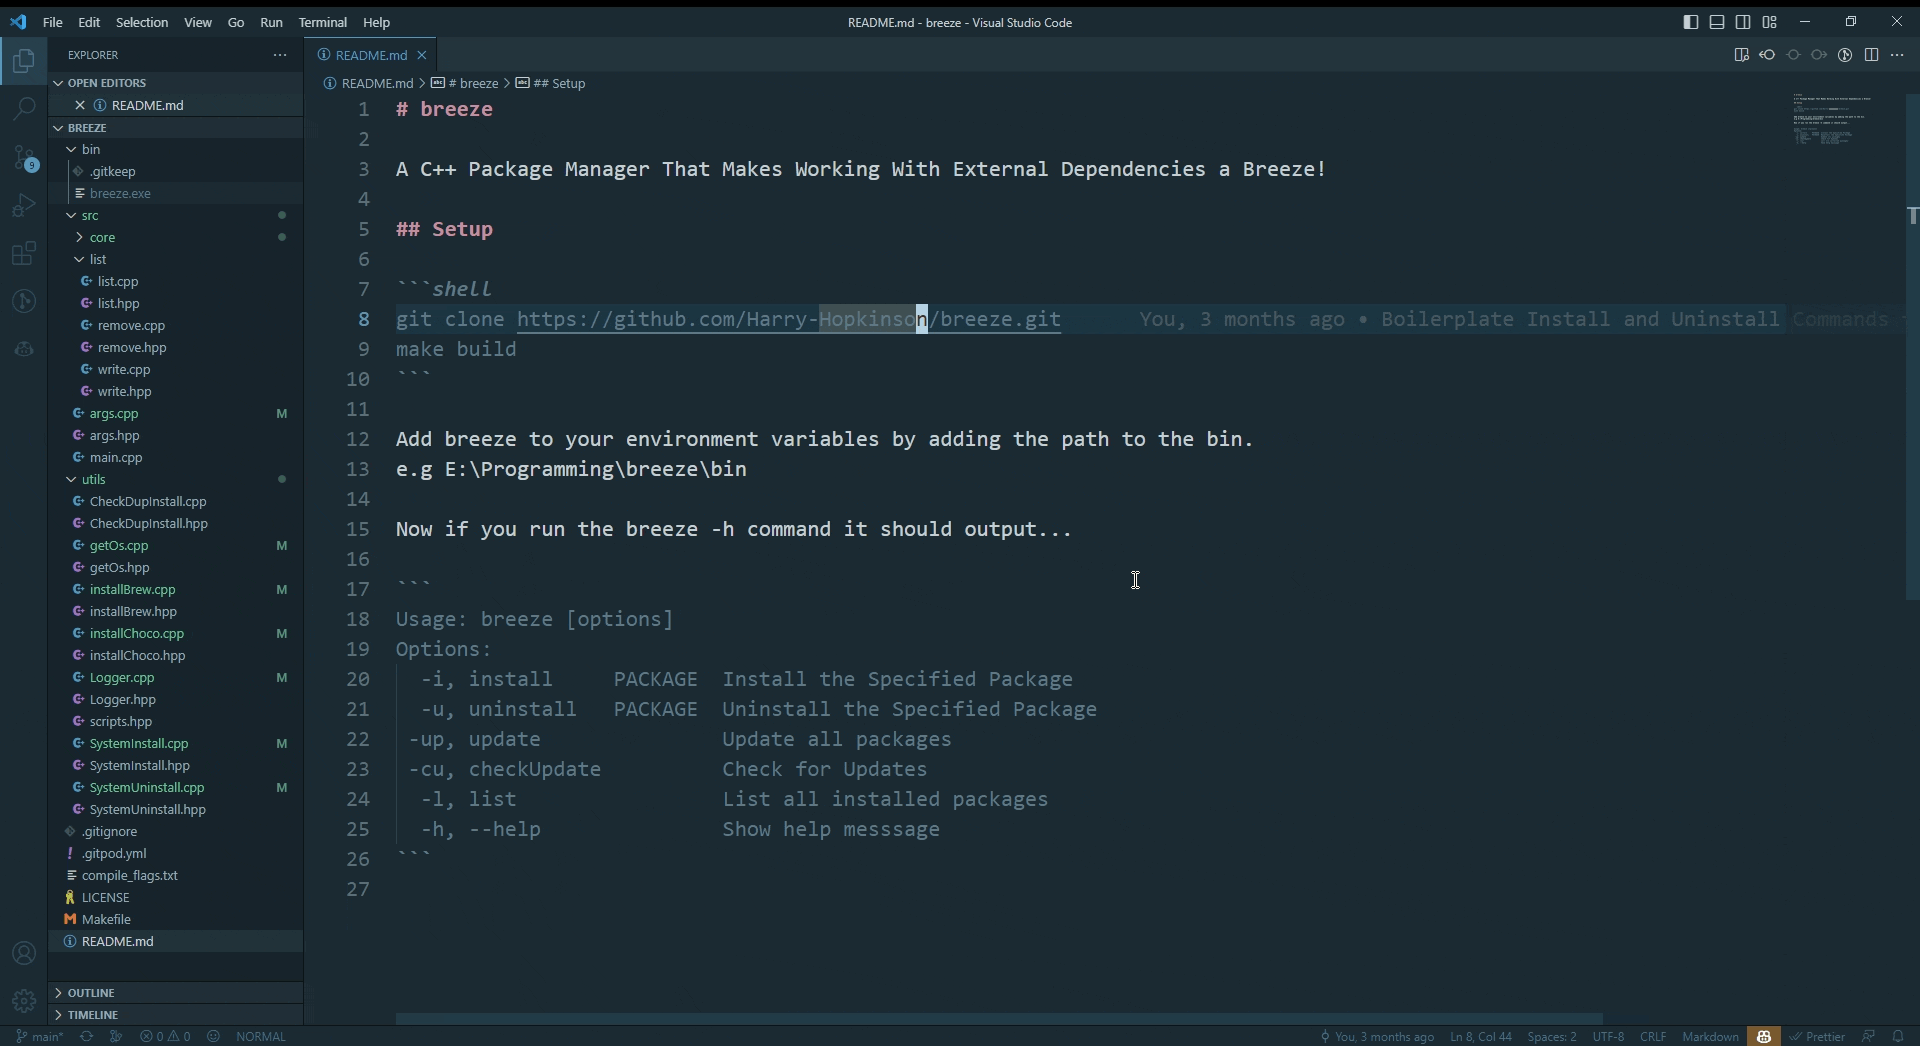 File Edit Selection View Go Run Terminal Help
README.md - breeze - Visual Studio Code
EXPLORER
OPEN EDITORS
README.md
BREEZE
bin
.gitkeep
breeze.exe
src
core
list
list.cpp
list.hpp
remove.cpp
remove.hpp
write.cpp
write.hpp
args.cpp M
args.hpp
main.cpp
utils
CheckDupInstall.cpp
CheckDupInstall.hpp
getOs.cpp M
getOs.hpp
installBrew.cpp M
installBrew.hpp
installChoco.cpp M
installChoco.hpp
Logger.cpp M
Logger.hpp
scripts.hpp
SystemInstall.cpp M
SystemInstall.hpp
SystemUninstall.cpp M
SystemUninstall.hpp
.gitignore
.gitpod.yml
compile_flags.txt
LICENSE
Makefile
README.md
OUTLINE
TIMELINE
9
README.md
README.md > # breeze > ## Setup
1 # breeze
2
3 A C++ Package Manager That Makes Working With External Dependencies a Breeze!
4
5 ## Setup
6
7 ```shell
8 git clone https://github.com/Harry-Hopkinson/breeze.git You, 3 months ago • Boilerplate Install and Uninstall Commands
9 make build
10 ```
11
12 Add breeze to your environment variables by adding the path to the bin.
13 e.g E:\Programming\breeze\bin
14
15 Now if you run the breeze -h command it should output...
16
17 ```
18 Usage: breeze [options]
19 Options:
20 -i, install PACKAGE Install the Specified Package
21 -u, uninstall PACKAGE Uninstall the Specified Package
22 -up, update Update all packages
23 -cu, checkUpdate Check for Updates
24 -l, list List all installed packages
25 -h, --help Show help messsage
26 ```
27
main* 0 0 NORMAL You, 3 months ago Ln 8, Col 44 Spaces: 2 UTF-8 CRLF Markdown Prettier